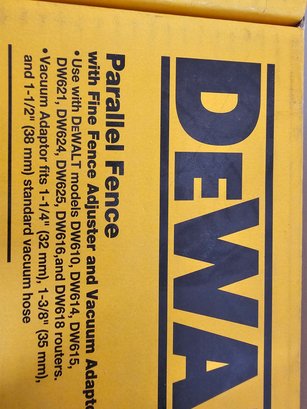 DEWA
Parallel Fence
with Fine Fence Adjuster and Vacuum Adapto
• Use with DEWALT models DW610, DW614, DW615,
DW621, DW624, DW625, DW616,and DW618 routers.
• Vacuum Adaptor fits 1-1/4" (32 mm), 1-3/8" (35 mm),
and 1-1/2" (38 mm) standard vacuum hose